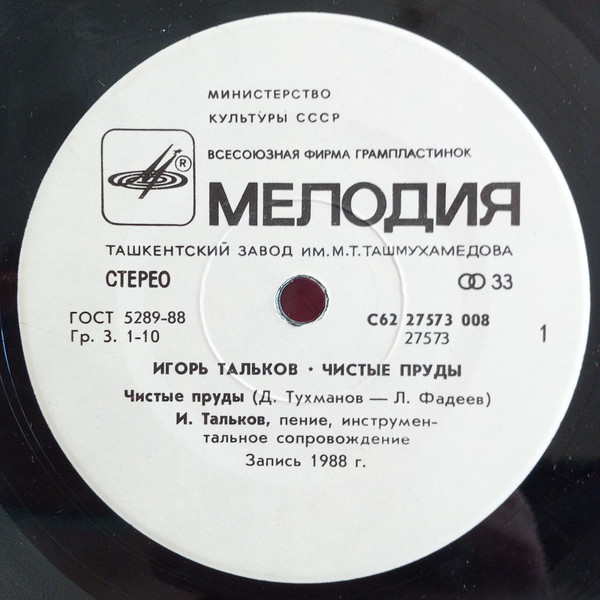 МИНИСТЕРСТВО
КУЛЬТУРЫ СССР
ВСЕСОЮЗНАЯ ФИРМА ГРАМПЛАСТИНОК
®
МЕЛОДИЯ
ТАШКЕНТСКИЙ ЗАВОД ИМ. М.Т. ТАШМУХАМЕДОВА
СТЕРЕО 33
ГОСТ 5289-88 С62 27573 008
Гр. 3. 1-10 27573 1
ИГОРЬ ТАЛЬКОВ · ЧИСТЫЕ ПРУДЫ
Чистые пруды (Д. Тухманов — Л. Фадеев)
И. Тальков, пение, инструмен-
тальное сопровождение
Запись 1988 г.